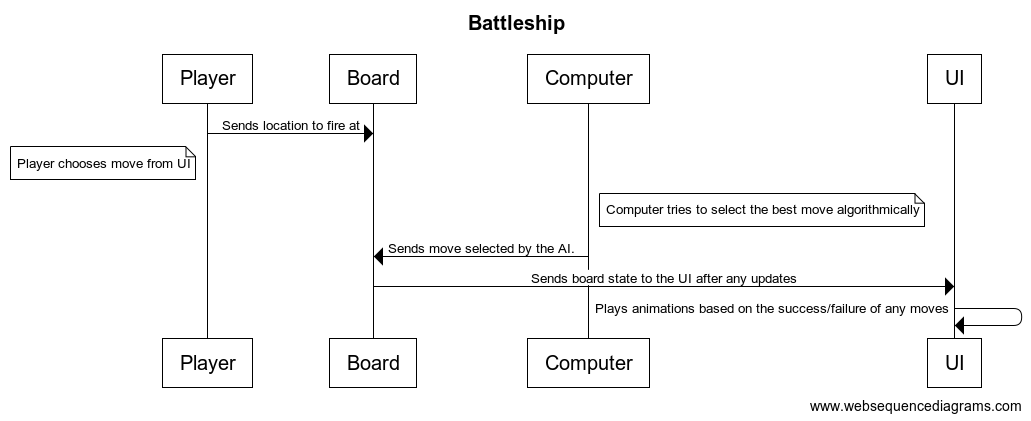 Battleship
Player
Board
Computer
UI
Sends location to fire at
Player chooses move from UI
Computer tries to select the best move algorithmically
Sends move selected by the AI.
Sends board state to the UI after any updates
Plays animations based on the success/failure of any moves
Player
Board
Computer
UI
www.websequencediagrams.com